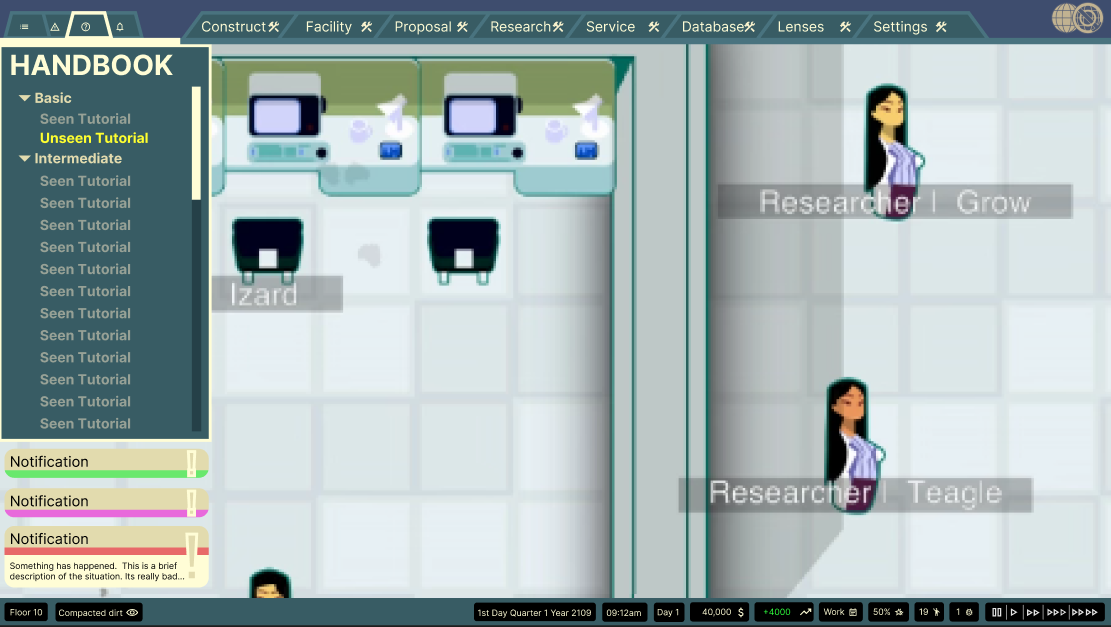 Construct
Facility
Proposal
Research
Service
Database
Lenses
Settings
HANDBOOK
Basic
Seen Tutorial
Unseen Tutorial
Intermediate
Seen Tutorial
Seen Tutorial
Seen Tutorial
Seen Tutorial
Seen Tutorial
Seen Tutorial
Seen Tutorial
Seen Tutorial
Seen Tutorial
Seen Tutorial
Seen Tutorial
Seen Tutorial
Researcher | Grow
Izard
Researcher | Teagle
Notification
Notification
Notification
Something has happened. This is a brief
description of the situation. Its really bad...
Floor 10
Compacted dirt
1st Day Quarter 1 Year 2109
09:12am
Day 1
40,000 $
+4000
Work
50%
19
1